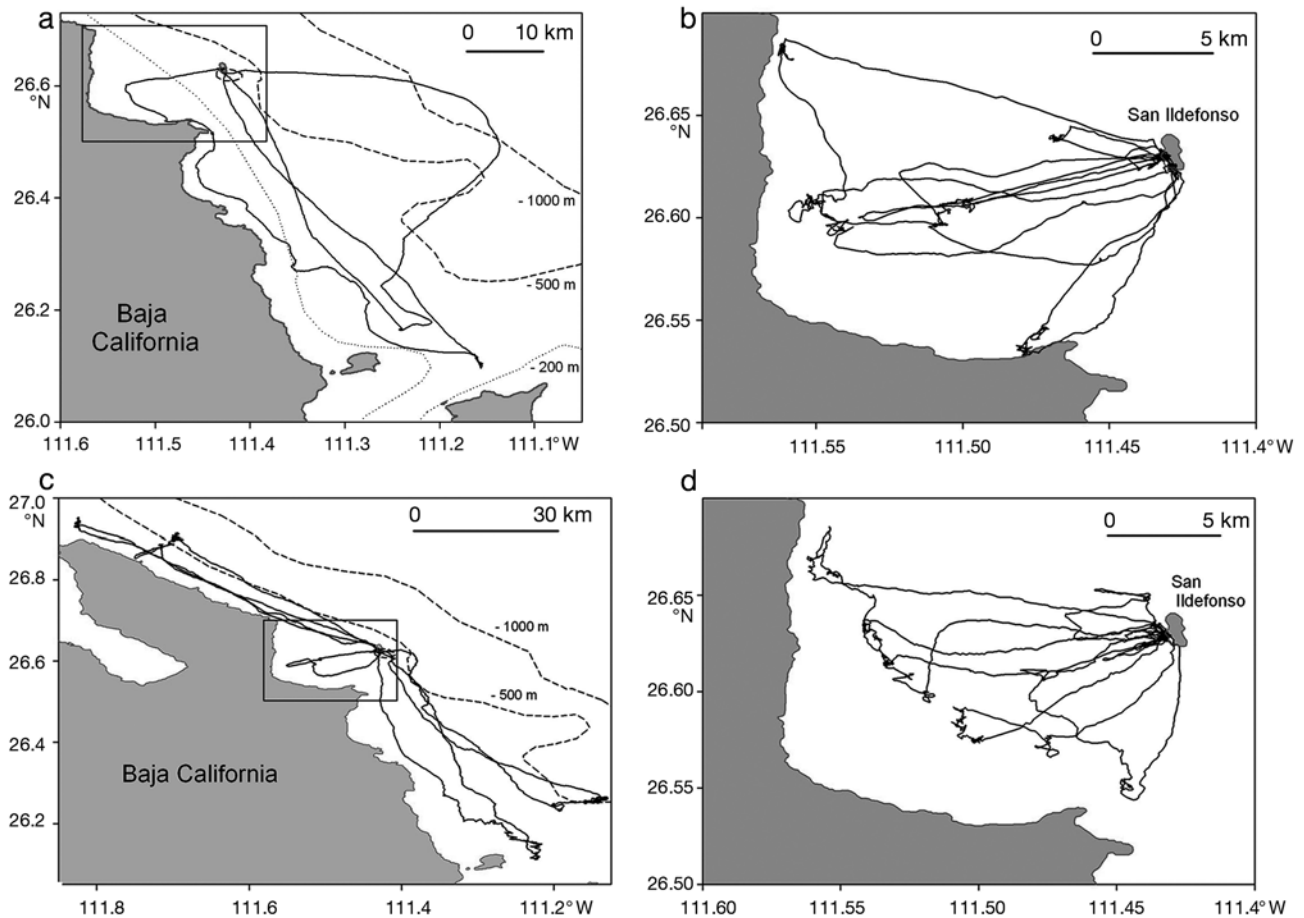 a
0 10 km
26.6
°N
26.4
26.2
26.0
- 1000 m
- 500 m
- 200 m
Baja
California
111.6 111.5 111.4 111.3 111.2 111.1°W
b
0 5 km
San Ildefonso
26.65
°N
26.60
26.55
26.50
111.55 111.50 111.45 111.4°W
c
27.0
°N
0 30 km
26.8
26.6
26.4
26.2
- 1000 m
- 500 m
Baja California
111.8 111.6 111.4 111.2°W
d
0 5 km
San
Ildefonso
26.65
°N
26.60
26.55
26.50
111.60 111.55 111.50 111.45 111.4°W